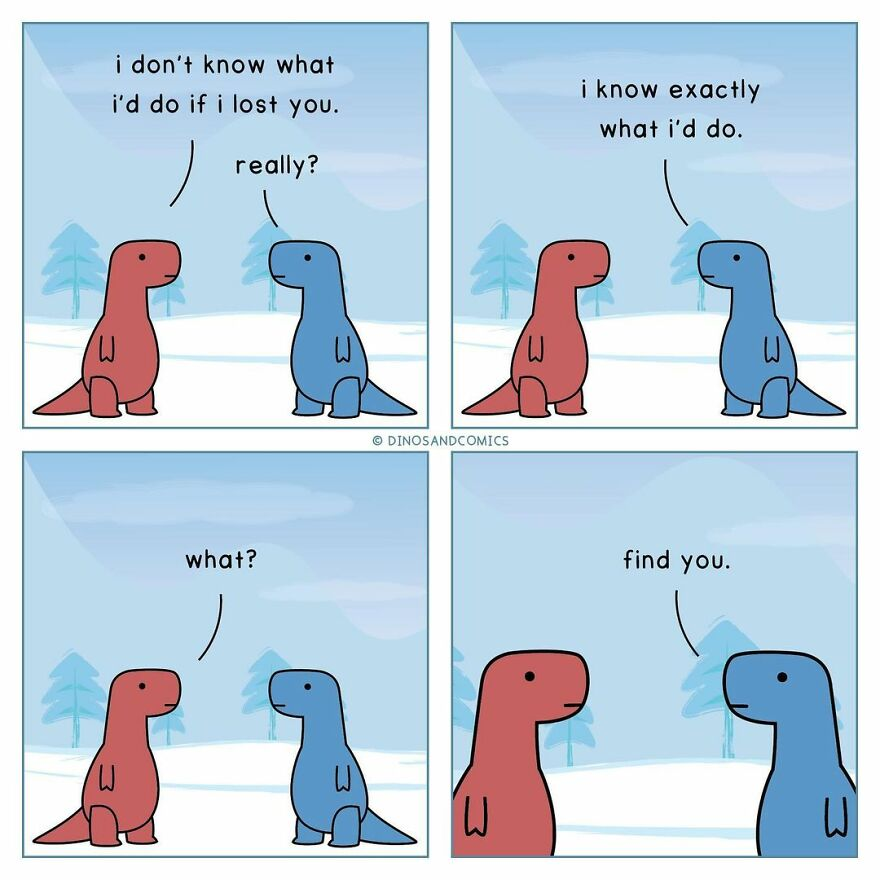 i don't know what
i'd do if i lost you.
really?
i know exactly
what i'd do.
© DINOSANDCOMICS
what?
find you.